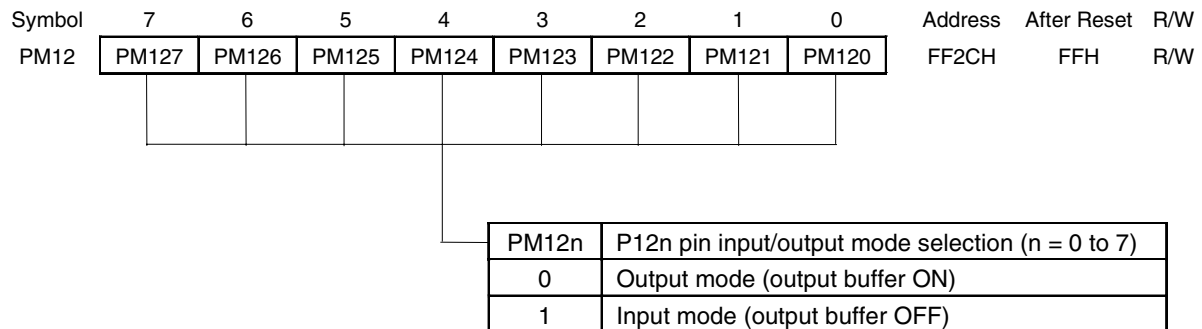 Symbol 7 6 5 4 3 2 1 0 Address After Reset R/W
PM12 PM127 PM126 PM125 PM124 PM123 PM122 PM121 PM120 FF2CH FFH R/W
PM12n P12n pin input/output mode selection (n = 0 to 7)
0 Output mode (output buffer ON)
1 Input mode (output buffer OFF)